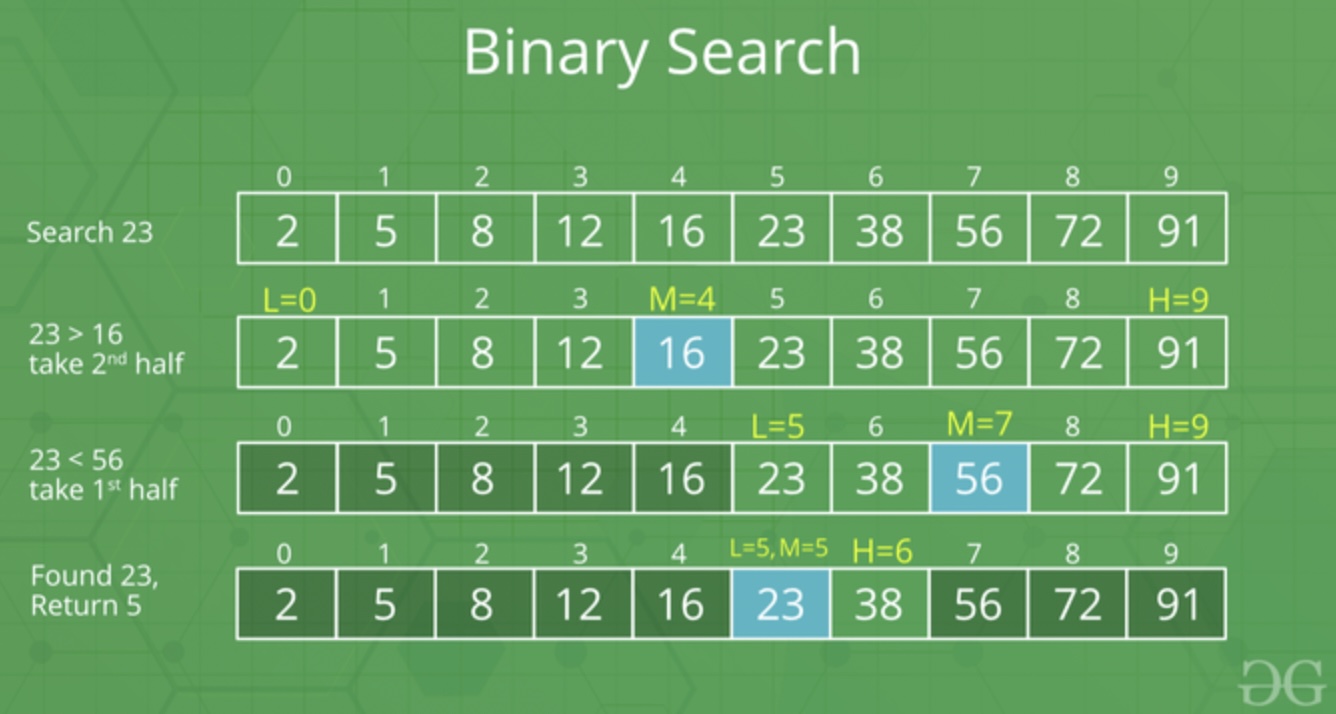 Binary Search
0 1 2 3 4 5 6 7 8 9
Search 23
2 5 8 12 16 23 38 56 72 91
L=0 1 2 3 M=4 5 6 7 8 H=9
23 > 16
take 2nd half
2 5 8 12 16 23 38 56 72 91
0 1 2 3 4 L=5 6 M=7 8 H=9
23 < 56
take 1st half
2 5 8 12 16 23 38 56 72 91
0 1 2 3 4 L=5, M=5 H=6 7 8 9
Found 23,
Return 5
2 5 8 12 16 23 38 56 72 91